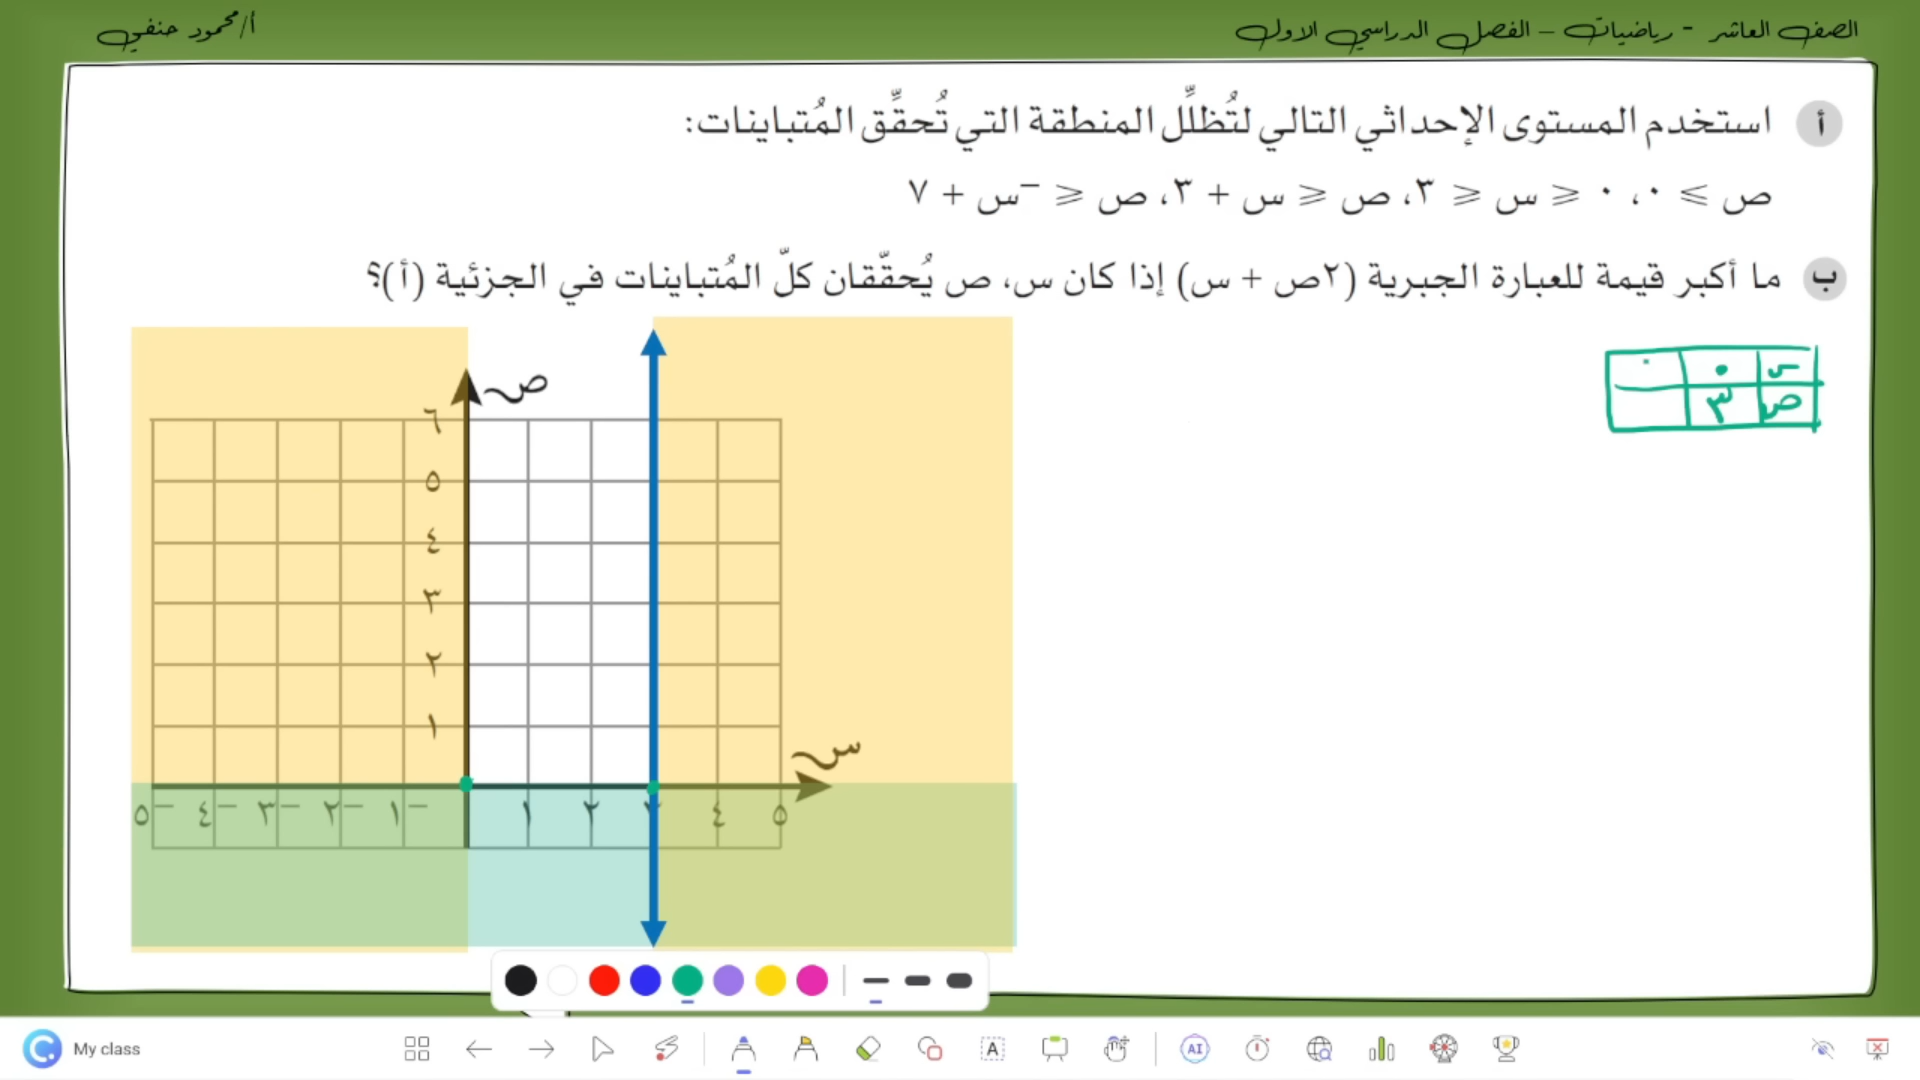 الصف العاشر - رياضيات – الفصل الدراسي الاول
أ/محمود حنفي
أ استخدم المستوى الإحداثي التالي لتُظلِّل المنطقة التي تُحقِّق المُتباينات:
ص ⩾ ٠، ٠ ⩽ س ⩽ ٣، ص ⩽ س + ٣، ص ⩽ –س + ٧
ب ما أكبر قيمة للعبارة الجبرية (٢ص + س) إذا كان س، ص يُحقّقان كلّ المُتباينات في الجزئية (أ)؟
س ٠
ص ٣
ص
٦
٥
٤
٣
٢
١
س
–٥ –٤ –٣ –٢ –١ ١ ٢ ٣ ٤ ٥
A
AI
My class